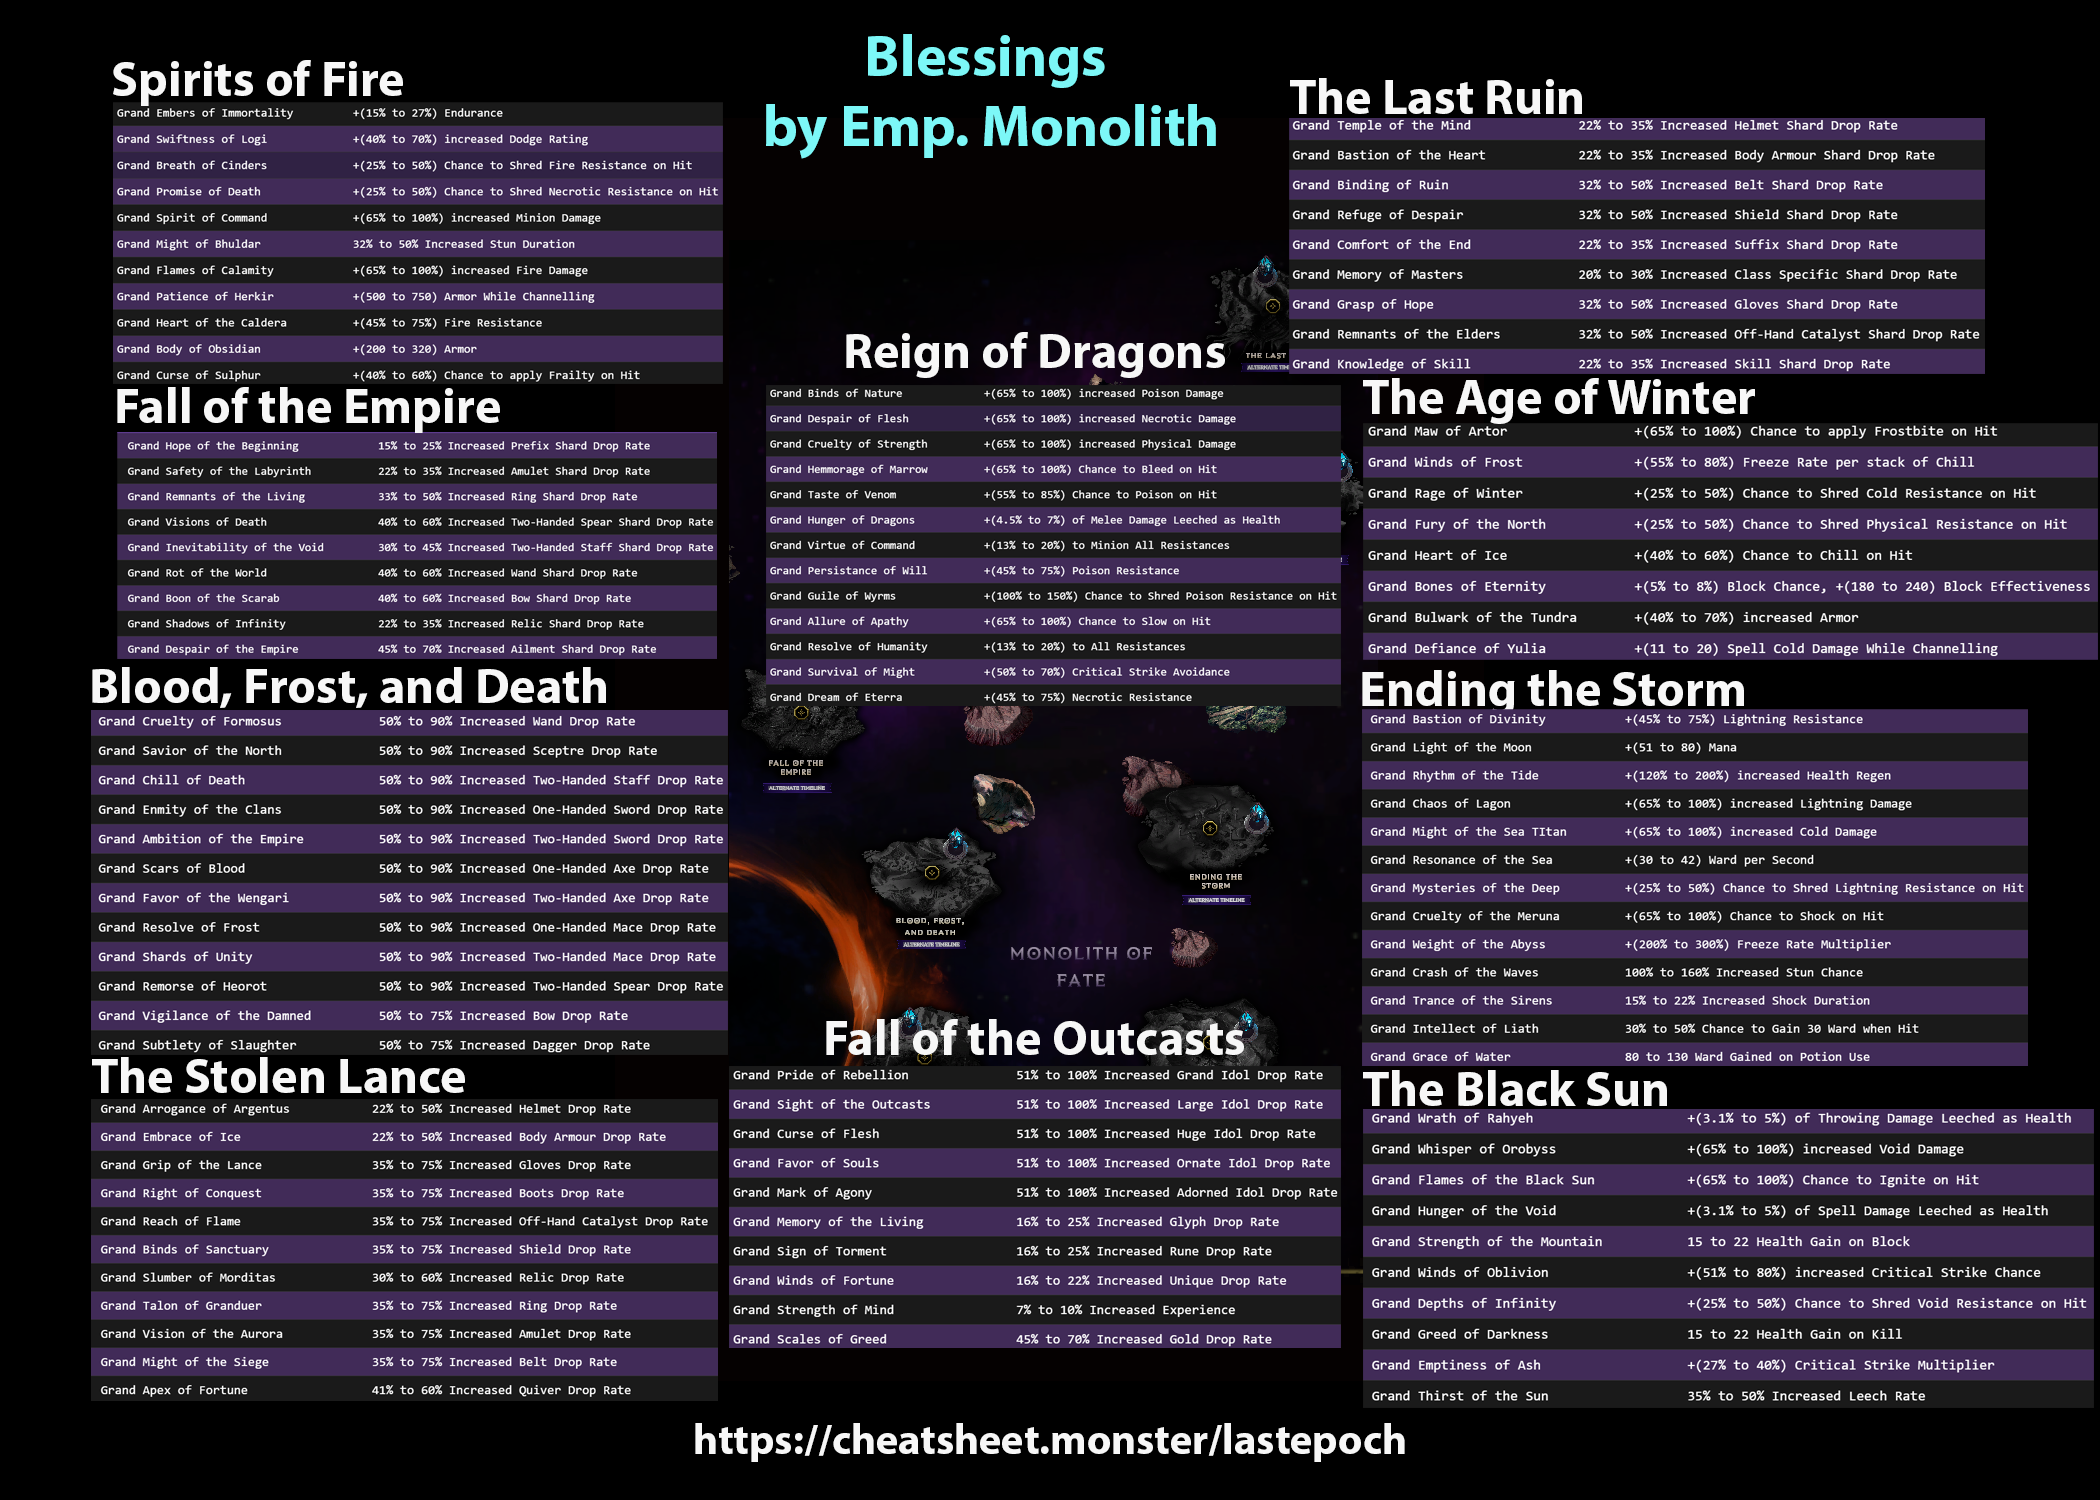 Blessings
by Emp. Monolith
Spirits of Fire
Grand Embers of Immortality +(15% to 27%) Endurance
Grand Swiftness of Logi +(40% to 70%) increased Dodge Rating
Grand Breath of Cinders +(25% to 50%) Chance to Shred Fire Resistance on Hit
Grand Promise of Death +(25% to 50%) Chance to Shred Necrotic Resistance on Hit
Grand Spirit of Command +(65% to 100%) increased Minion Damage
Grand Might of Bhuldar 32% to 50% Increased Stun Duration
Grand Flames of Calamity +(65% to 100%) increased Fire Damage
Grand Patience of Herkir +(500 to 750) Armor While Channelling
Grand Heart of the Caldera +(45% to 75%) Fire Resistance
Grand Body of Obsidian +(200 to 320) Armor
Grand Curse of Sulphur +(40% to 60%) Chance to apply Frailty on Hit
Fall of the Empire
Grand Hope of the Beginning 15% to 25% Increased Prefix Shard Drop Rate
Grand Safety of the Labyrinth 22% to 35% Increased Amulet Shard Drop Rate
Grand Remnants of the Living 33% to 50% Increased Ring Shard Drop Rate
Grand Visions of Death 40% to 60% Increased Two-Handed Spear Shard Drop Rate
Grand Inevitability of the Void 30% to 45% Increased Two-Handed Staff Shard Drop Rate
Grand Rot of the World 40% to 60% Increased Wand Shard Drop Rate
Grand Boon of the Scarab 40% to 60% Increased Bow Shard Drop Rate
Grand Shadows of Infinity 22% to 35% Increased Relic Shard Drop Rate
Grand Despair of the Empire 45% to 70% Increased Ailment Shard Drop Rate
Blood, Frost, and Death
Grand Cruelty of Formosus 50% to 90% Increased Wand Drop Rate
Grand Savior of the North 50% to 90% Increased Sceptre Drop Rate
Grand Chill of Death 50% to 90% Increased Two-Handed Staff Drop Rate
Grand Enmity of the Clans 50% to 90% Increased One-Handed Sword Drop Rate
Grand Ambition of the Empire 50% to 90% Increased Two-Handed Sword Drop Rate
Grand Scars of Blood 50% to 90% Increased One-Handed Axe Drop Rate
Grand Favor of the Wengari 50% to 90% Increased Two-Handed Axe Drop Rate
Grand Resolve of Frost 50% to 90% Increased One-Handed Mace Drop Rate
Grand Shards of Unity 50% to 90% Increased Two-Handed Mace Drop Rate
Grand Remorse of Heorot 50% to 90% Increased Two-Handed Spear Drop Rate
Grand Vigilance of the Damned 50% to 75% Increased Bow Drop Rate
Grand Subtlety of Slaughter 50% to 75% Increased Dagger Drop Rate
The Stolen Lance
Grand Arrogance of Argentus 22% to 50% Increased Helmet Drop Rate
Grand Embrace of Ice 22% to 50% Increased Body Armour Drop Rate
Grand Grip of the Lance 35% to 75% Increased Gloves Drop Rate
Grand Right of Conquest 35% to 75% Increased Boots Drop Rate
Grand Reach of Flame 35% to 75% Increased Off-Hand Catalyst Drop Rate
Grand Binds of Sanctuary 35% to 75% Increased Shield Drop Rate
Grand Slumber of Morditas 30% to 60% Increased Relic Drop Rate
Grand Talon of Granduer 35% to 75% Increased Ring Drop Rate
Grand Vision of the Aurora 35% to 75% Increased Amulet Drop Rate
Grand Might of the Siege 35% to 75% Increased Belt Drop Rate
Grand Apex of Fortune 41% to 60% Increased Quiver Drop Rate
THE LAST
ALTERNATE TIM
Reign of Dragons
Grand Binds of Nature +(65% to 100%) increased Poison Damage
Grand Despair of Flesh +(65% to 100%) increased Necrotic Damage
Grand Cruelty of Strength +(65% to 100%) increased Physical Damage
Grand Hemmorage of Marrow +(65% to 100%) Chance to Bleed on Hit
Grand Taste of Venom +(55% to 85%) Chance to Poison on Hit
Grand Hunger of Dragons +(4.5% to 7%) of Melee Damage Leeched as Health
Grand Virtue of Command +(13% to 20%) to Minion All Resistances
Grand Persistance of Will +(45% to 75%) Poison Resistance
Grand Guile of Wyrms +(100% to 150%) Chance to Shred Poison Resistance on Hit
Grand Allure of Apathy +(65% to 100%) Chance to Slow on Hit
Grand Resolve of Humanity +(13% to 20%) to All Resistances
Grand Survival of Might +(50% to 70%) Critical Strike Avoidance
Grand Dream of Eterra +(45% to 75%) Necrotic Resistance
FALL OF THE
EMPIRE
ALTERNATE TIMELINE
ENDING THE
STORM
ALTERNATE TIMELINE
BLOOD, FROST,
AND DEATH
ALTERNATE TIMELINE
MONOLITH OF
FATE
Fall of the Outcasts
Grand Pride of Rebellion 51% to 100% Increased Grand Idol Drop Rate
Grand Sight of the Outcasts 51% to 100% Increased Large Idol Drop Rate
Grand Curse of Flesh 51% to 100% Increased Huge Idol Drop Rate
Grand Favor of Souls 51% to 100% Increased Ornate Idol Drop Rate
Grand Mark of Agony 51% to 100% Increased Adorned Idol Drop Rate
Grand Memory of the Living 16% to 25% Increased Glyph Drop Rate
Grand Sign of Torment 16% to 25% Increased Rune Drop Rate
Grand Winds of Fortune 16% to 22% Increased Unique Drop Rate
Grand Strength of Mind 7% to 10% Increased Experience
Grand Scales of Greed 45% to 70% Increased Gold Drop Rate
The Last Ruin
Grand Temple of the Mind 22% to 35% Increased Helmet Shard Drop Rate
Grand Bastion of the Heart 22% to 35% Increased Body Armour Shard Drop Rate
Grand Binding of Ruin 32% to 50% Increased Belt Shard Drop Rate
Grand Refuge of Despair 32% to 50% Increased Shield Shard Drop Rate
Grand Comfort of the End 22% to 35% Increased Suffix Shard Drop Rate
Grand Memory of Masters 20% to 30% Increased Class Specific Shard Drop Rate
Grand Grasp of Hope 32% to 50% Increased Gloves Shard Drop Rate
Grand Remnants of the Elders 32% to 50% Increased Off-Hand Catalyst Shard Drop Rate
Grand Knowledge of Skill 22% to 35% Increased Skill Shard Drop Rate
The Age of Winter
Grand Maw of Artor +(65% to 100%) Chance to apply Frostbite on Hit
Grand Winds of Frost +(55% to 80%) Freeze Rate per stack of Chill
Grand Rage of Winter +(25% to 50%) Chance to Shred Cold Resistance on Hit
Grand Fury of the North +(25% to 50%) Chance to Shred Physical Resistance on Hit
Grand Heart of Ice +(40% to 60%) Chance to Chill on Hit
Grand Bones of Eternity +(5% to 8%) Block Chance, +(180 to 240) Block Effectiveness
Grand Bulwark of the Tundra +(40% to 70%) increased Armor
Grand Defiance of Yulia +(11 to 20) Spell Cold Damage While Channelling
Ending the Storm
Grand Bastion of Divinity +(45% to 75%) Lightning Resistance
Grand Light of the Moon +(51 to 80) Mana
Grand Rhythm of the Tide +(120% to 200%) increased Health Regen
Grand Chaos of Lagon +(65% to 100%) increased Lightning Damage
Grand Might of the Sea TItan +(65% to 100%) increased Cold Damage
Grand Resonance of the Sea +(30 to 42) Ward per Second
Grand Mysteries of the Deep +(25% to 50%) Chance to Shred Lightning Resistance on Hit
Grand Cruelty of the Meruna +(65% to 100%) Chance to Shock on Hit
Grand Weight of the Abyss +(200% to 300%) Freeze Rate Multiplier
Grand Crash of the Waves 100% to 160% Increased Stun Chance
Grand Trance of the Sirens 15% to 22% Increased Shock Duration
Grand Intellect of Liath 30% to 50% Chance to Gain 30 Ward when Hit
Grand Grace of Water 80 to 130 Ward Gained on Potion Use
The Black Sun
Grand Wrath of Rahyeh +(3.1% to 5%) of Throwing Damage Leeched as Health
Grand Whisper of Orobyss +(65% to 100%) increased Void Damage
Grand Flames of the Black Sun +(65% to 100%) Chance to Ignite on Hit
Grand Hunger of the Void +(3.1% to 5%) of Spell Damage Leeched as Health
Grand Strength of the Mountain 15 to 22 Health Gain on Block
Grand Winds of Oblivion +(51% to 80%) increased Critical Strike Chance
Grand Depths of Infinity +(25% to 50%) Chance to Shred Void Resistance on Hit
Grand Greed of Darkness 15 to 22 Health Gain on Kill
Grand Emptiness of Ash +(27% to 40%) Critical Strike Multiplier
Grand Thirst of the Sun 35% to 50% Increased Leech Rate
https://cheatsheet.monster/lastepoch